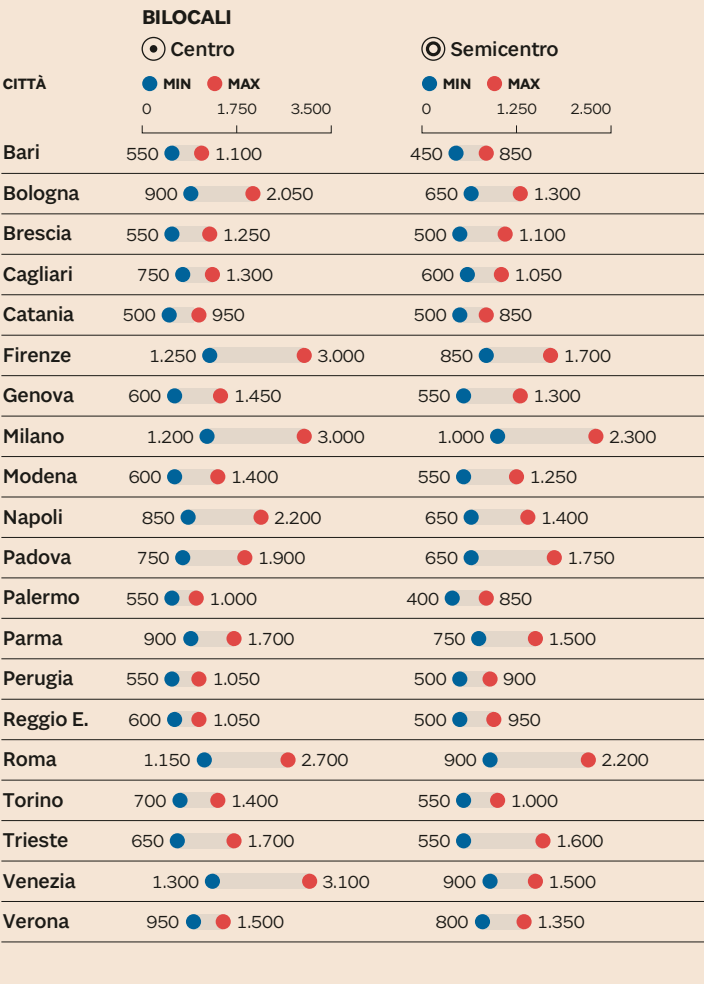 BILOCALI
Centro Semicentro
CITTÀ MIN MAX MIN MAX
0 1.750 3.500 0 1.250 2.500
Bari 550 1.100 450 850
Bologna 900 2.050 650 1.300
Brescia 550 1.250 500 1.100
Cagliari 750 1.300 600 1.050
Catania 500 950 500 850
Firenze 1.250 3.000 850 1.700
Genova 600 1.450 550 1.300
Milano 1.200 3.000 1.000 2.300
Modena 600 1.400 550 1.250
Napoli 850 2.200 650 1.400
Padova 750 1.900 650 1.750
Palermo 550 1.000 400 850
Parma 900 1.700 750 1.500
Perugia 550 1.050 500 900
Reggio E. 600 1.050 500 950
Roma 1.150 2.700 900 2.200
Torino 700 1.400 550 1.000
Trieste 650 1.700 550 1.600
Venezia 1.300 3.100 900 1.500
Verona 950 1.500 800 1.350